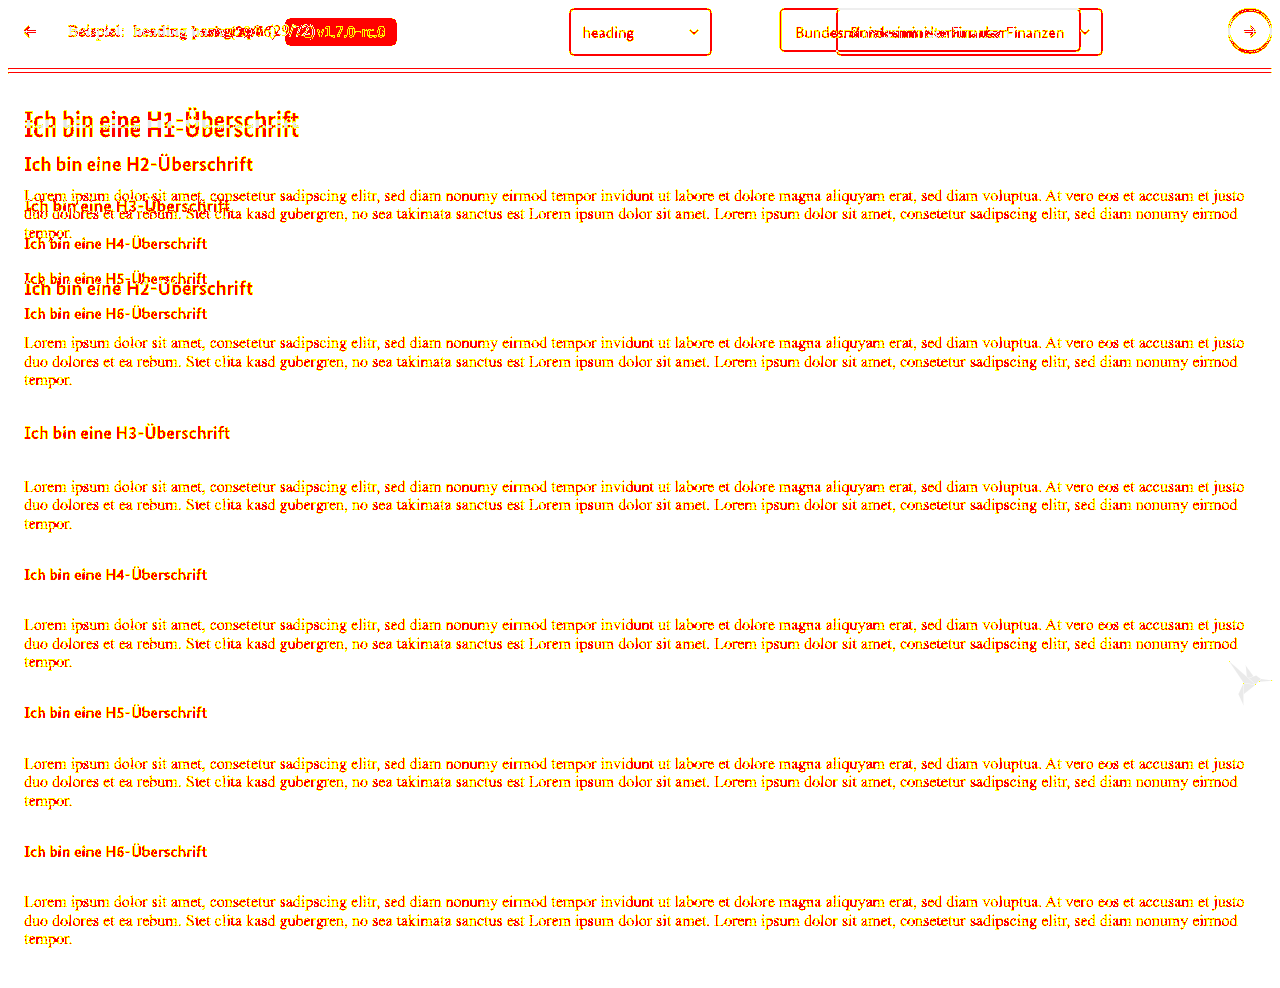 Beispiel: heading
v1.7.0-rc.0
heading
Ich bin eine H1-Überschrift
Ich bin eine H1-Überschrift
Ich bin eine H2-Überschrift
Lorem ipsum dolor sit amet, consetetur sadipscing elitr, sed diam nonumy eirmod tempor invidunt ut labore et dolore magna aliquyam erat, sed diam voluptua. At vero eos et accusam et justo
Ich bin eine H3-Überschrift
duo dolores et ea rebum. Stet clita kasd gubergren, no sea takimata sanctus est Lorem ipsum dolor sit amet. Lorem ipsum dolor sit amet, consetetur sadipscing elitr, sed diam nonumy eirmod
tempor.
Ich bin eine H4-Überschrift
Ich bin eine H5-Überschrift
Ich bin eine H2-Überschrift
Ich bin eine H6-Überschrift
Lorem ipsum dolor sit amet, consetetur sadipscing elitr, sed diam nonumy eirmod tempor invidunt ut labore et dolore magna aliquyam erat, sed diam voluptua. At vero eos et accusam et justo
duo dolores et ea rebum. Stet clita kasd gubergren, no sea takimata sanctus est Lorem ipsum dolor sit amet. Lorem ipsum dolor sit amet, consetetur sadipscing elitr, sed diam nonumy eirmod
tempor.
Ich bin eine H3-Überschrift
Lorem ipsum dolor sit amet, consetetur sadipscing elitr, sed diam nonumy eirmod tempor invidunt ut labore et dolore magna aliquyam erat, sed diam voluptua. At vero eos et accusam et justo
duo dolores et ea rebum. Stet clita kasd gubergren, no sea takimata sanctus est Lorem ipsum dolor sit amet. Lorem ipsum dolor sit amet, consetetur sadipscing elitr, sed diam nonumy eirmod
tempor.
Ich bin eine H4-Überschrift
Lorem ipsum dolor sit amet, consetetur sadipscing elitr, sed diam nonumy eirmod tempor invidunt ut labore et dolore magna aliquyam erat, sed diam voluptua. At vero eos et accusam et justo
duo dolores et ea rebum. Stet clita kasd gubergren, no sea takimata sanctus est Lorem ipsum dolor sit amet. Lorem ipsum dolor sit amet, consetetur sadipscing elitr, sed diam nonumy eirmod
tempor.
Ich bin eine H5-Überschrift
Lorem ipsum dolor sit amet, consetetur sadipscing elitr, sed diam nonumy eirmod tempor invidunt ut labore et dolore magna aliquyam erat, sed diam voluptua. At vero eos et accusam et justo
duo dolores et ea rebum. Stet clita kasd gubergren, no sea takimata sanctus est Lorem ipsum dolor sit amet. Lorem ipsum dolor sit amet, consetetur sadipscing elitr, sed diam nonumy eirmod
tempor.
Ich bin eine H6-Überschrift
Lorem ipsum dolor sit amet, consetetur sadipscing elitr, sed diam nonumy eirmod tempor invidunt ut labore et dolore magna aliquyam erat, sed diam voluptua. At vero eos et accusam et justo
duo dolores et ea rebum. Stet clita kasd gubergren, no sea takimata sanctus est Lorem ipsum dolor sit amet. Lorem ipsum dolor sit amet, consetetur sadipscing elitr, sed diam nonumy eirmod
tempor.